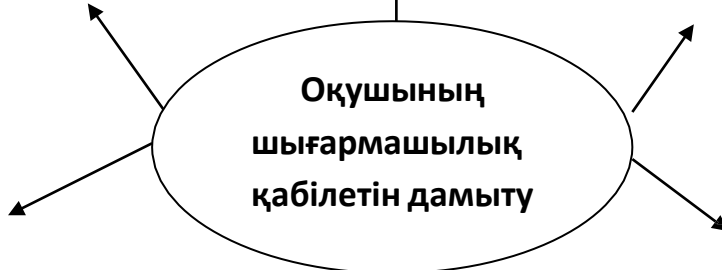 Оқушының
шығармашылық
қабілетін дамыту